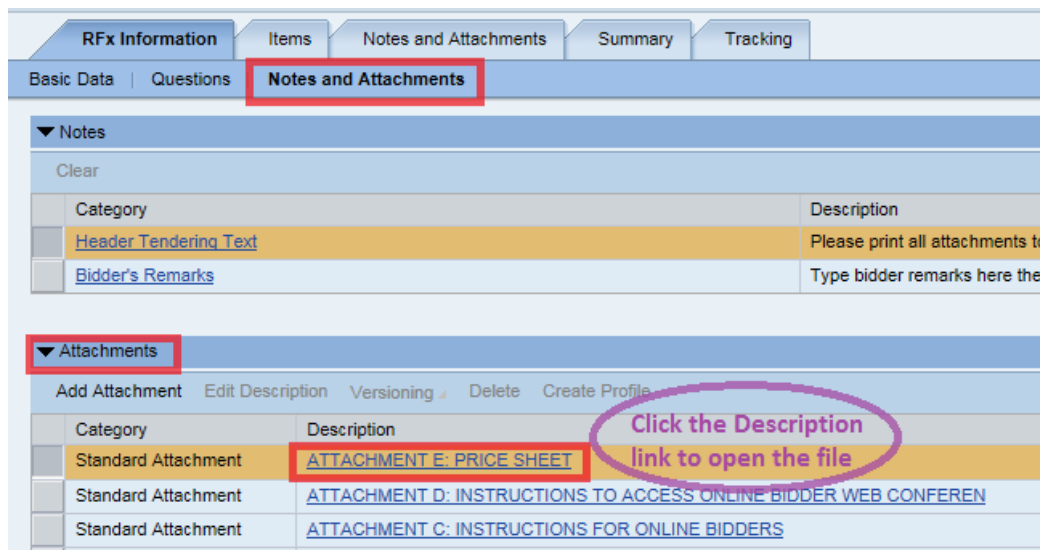 RFx Information Items Notes and Attachments Summary Tracking
Basic Data | Questions Notes and Attachments
Notes
Clear
Category Description
Header Tendering Text Please print all attachments to
Bidder's Remarks Type bidder remarks here the
Attachments
Add Attachment Edit Description Versioning Delete Create Profile
Category Description
Standard Attachment ATTACHMENT E: PRICE SHEET
Click the Description
link to open the file
Standard Attachment ATTACHMENT D: INSTRUCTIONS TO ACCESS ONLINE BIDDER WEB CONFEREN
Standard Attachment ATTACHMENT C: INSTRUCTIONS FOR ONLINE BIDDERS